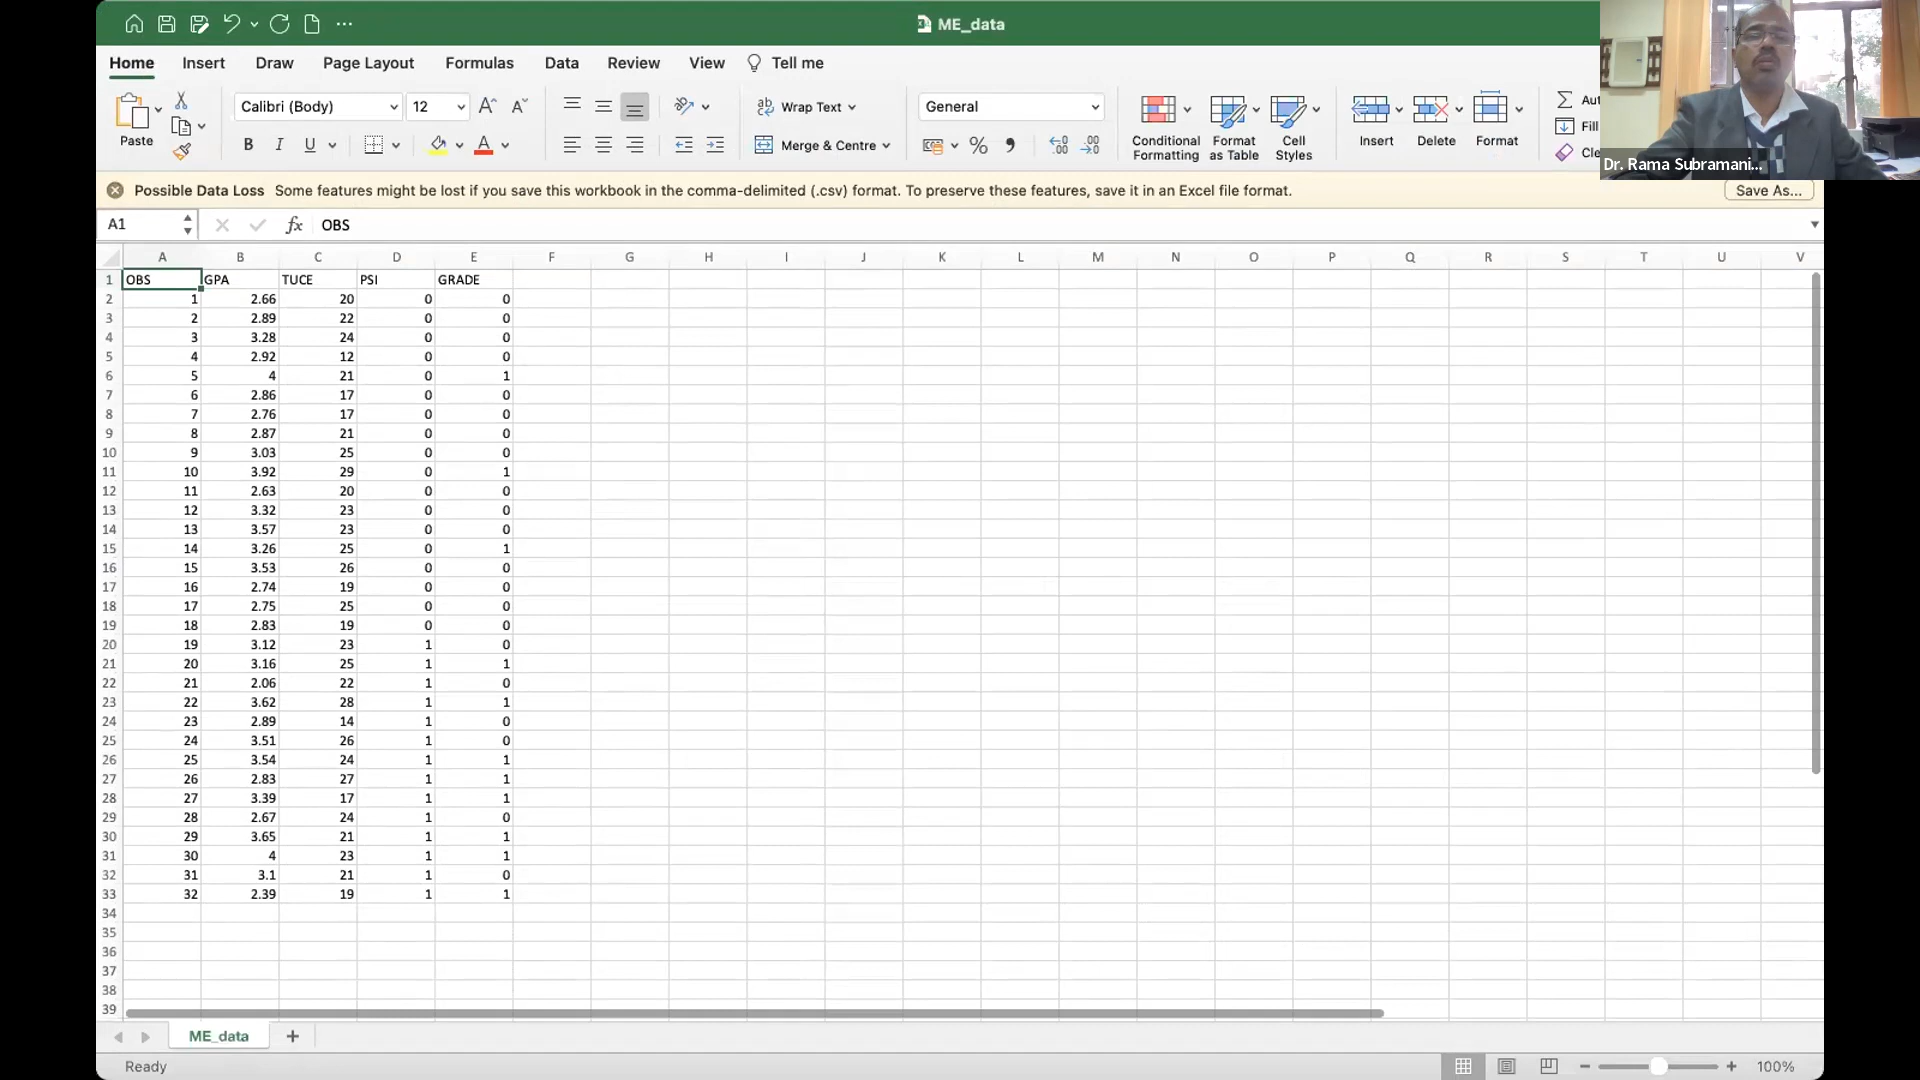 ME_data
Home Insert Draw Page Layout Formulas Data Review View Tell me
Paste
Calibri (Body) 12
B I U
A
Wrap Text
Merge & Centre
General
%
Conditional Formatting
Format as Table
Cell Styles
Insert
Delete
Format
Fill
Dr. Rama Subramani...
Possible Data Loss Some features might be lost if you save this workbook in the comma-delimited (.csv) format. To preserve these features, save it in an Excel file format. Save As...
A1 fx OBS
A B C D E F G H I J K L M N O P Q R S T U V
1 OBS GPA TUCE PSI GRADE
2 1 2.66 20 0 0
3 2 2.89 22 0 0
4 3 3.28 24 0 0
5 4 2.92 12 0 0
6 5 4 21 0 1
7 6 2.86 17 0 0
8 7 2.76 17 0 0
9 8 2.87 21 0 0
10 9 3.03 25 0 0
11 10 3.92 29 0 1
12 11 2.63 20 0 0
13 12 3.32 23 0 0
14 13 3.57 23 0 0
15 14 3.26 25 0 1
16 15 3.53 26 0 0
17 16 2.74 19 0 0
18 17 2.75 25 0 0
19 18 2.83 19 0 0
20 19 3.12 23 1 0
21 20 3.16 25 1 1
22 21 2.06 22 1 0
23 22 3.62 28 1 1
24 23 2.89 14 1 0
25 24 3.51 26 1 0
26 25 3.54 24 1 1
27 26 2.83 27 1 1
28 27 3.39 17 1 1
29 28 2.67 24 1 0
30 29 3.65 21 1 1
31 30 4 23 1 1
32 31 3.1 21 1 0
33 32 2.39 19 1 1
34
35
36
37
38
39
ME_data
Ready 100%